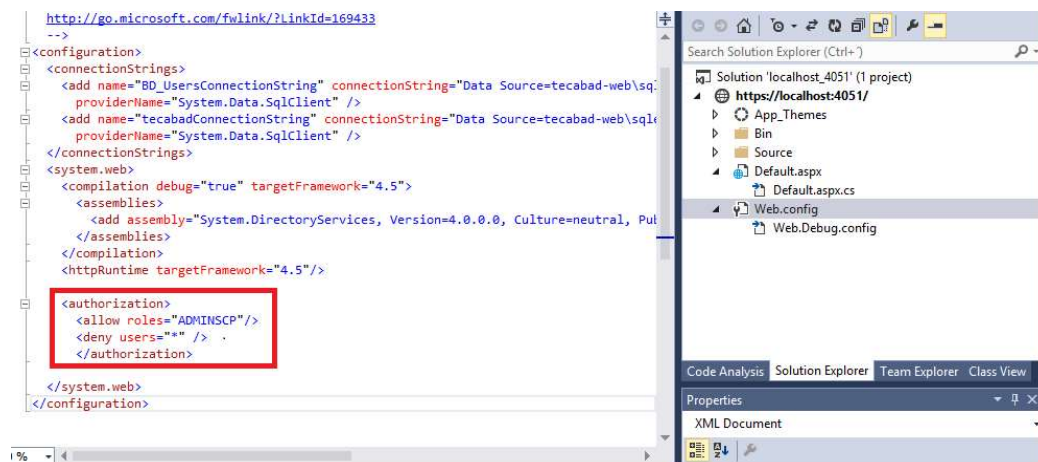 http://go.microsoft.com/fwlink/?LinkId=169433
-->
<configuration>
<connectionStrings>
<add name="BD_UsersConnectionString" connectionString="Data Source=tecabad-web\sql
providerName="System.Data.SqlClient" />
<add name="tecabadConnectionString" connectionString="Data Source=tecabad-web\sqle
providerName="System.Data.SqlClient" />
</connectionStrings>
<system.web>
<compilation debug="true" targetFramework="4.5">
<assemblies>
<add assembly="System.DirectoryServices, Version=4.0.0.0, Culture=neutral, Pub
</assemblies>
</compilation>
<httpRuntime targetFramework="4.5"/>
<authorization>
<allow roles="ADMINSCP"/>
<deny users="*" />
</authorization>
</system.web>
</configuration>
%
Search Solution Explorer (Ctrl+´)
Solution 'localhost_4051' (1 project)
https://localhost:4051/
App_Themes
Bin
Source
Default.aspx
Default.aspx.cs
Web.config
Web.Debug.config
Code Analysis Solution Explorer Team Explorer Class View
Properties
XML Document